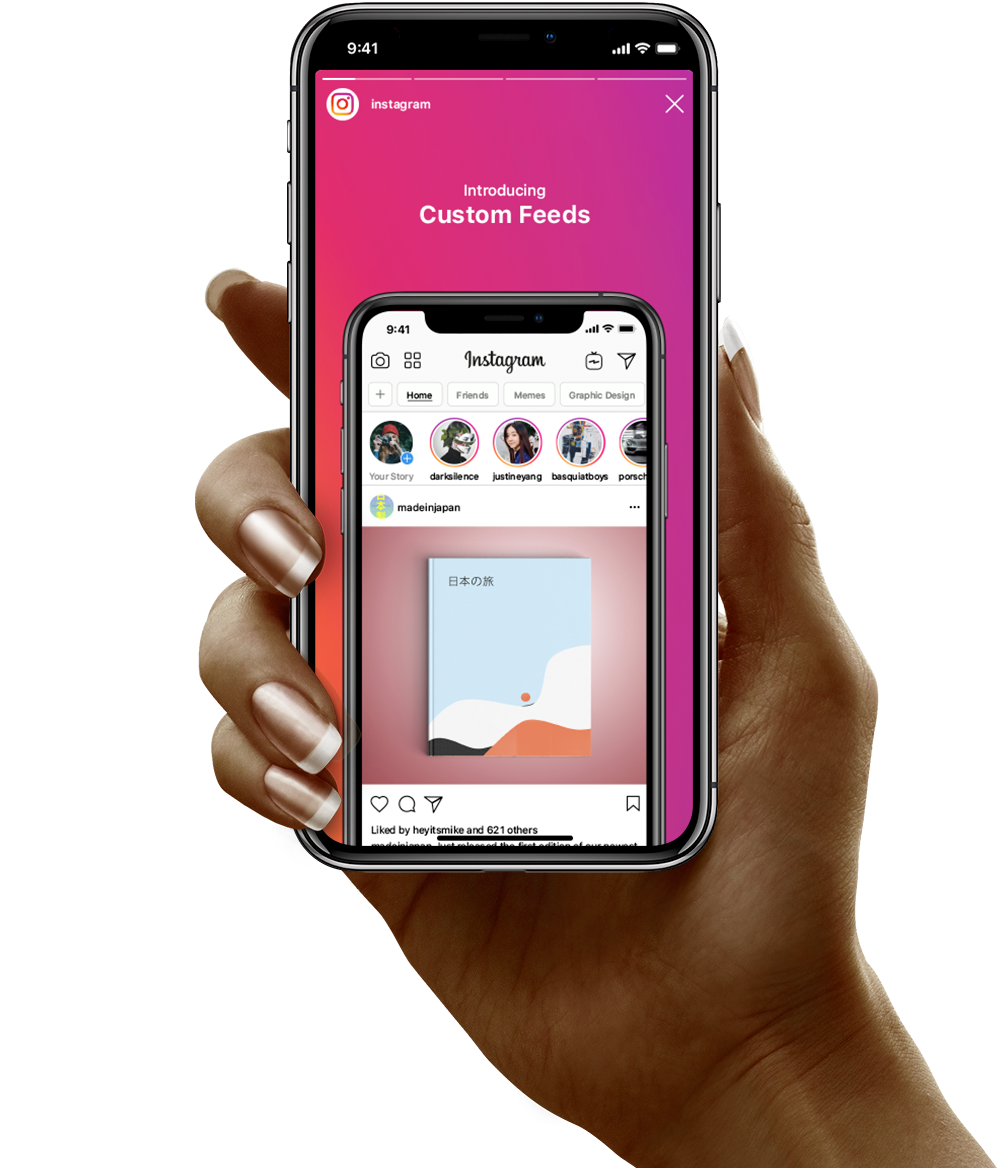 9:41
instagram
Introducing
Custom Feeds
9:41
Instagram
+ Home Friends Memes Graphic Design
Your Story darksilence justineyang basquiatboys porsch
madeinjapan
日本の旅
Liked by heyitsmike and 621 others
madeinjapan Just released the first edition of our newest